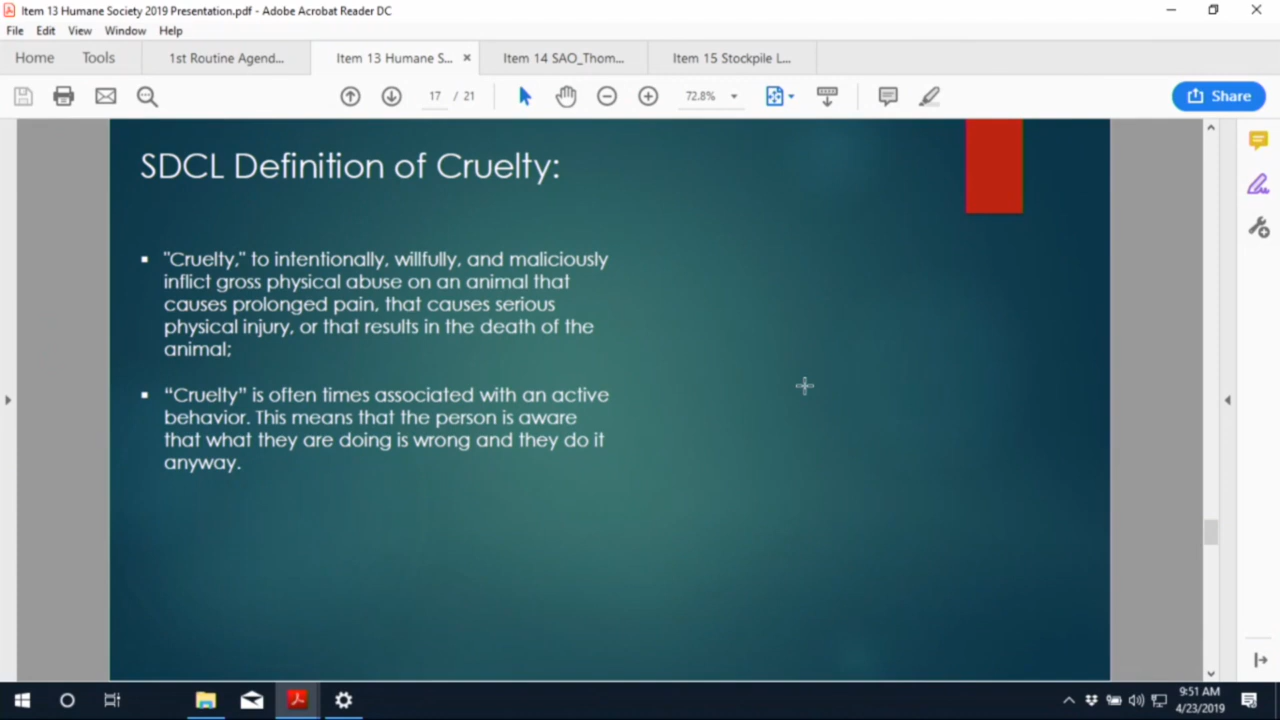 Item 13 Humane Society 2019 Presentation.pdf - Adobe Acrobat Reader DC
File Edit View Window Help
Home Tools 1st Routine Agend... Item 13 Humane S... × Item 14 SAO_Thom... Item 15 Stockpile L...
17 / 21 72.8% Share
SDCL Definition of Cruelty:
▪ "Cruelty," to intentionally, willfully, and maliciously
inflict gross physical abuse on an animal that
causes prolonged pain, that causes serious
physical injury, or that results in the death of the
animal;
▪ “Cruelty” is often times associated with an active
behavior. This means that the person is aware
that what they are doing is wrong and they do it
anyway.
9:51 AM
4/23/2019